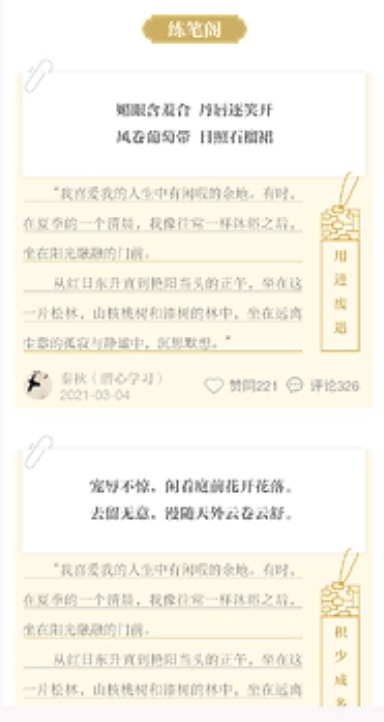 练笔阁
媚眼含羞合 丹唇逐笑开
风卷葡萄带 日照石榴裙
“我喜爱我的人生中有闲暇的余地。有时,
在夏季的一个清晨,我像往常一样沐浴之后,
坐在阳光融融的门前。
从红日东升直到艳阳当头的正午,坐在这
一片松林,山核桃树和漆树的林中,坐在远离
尘嚣的孤寂与静谧中,沉思默想。”
用进废退
秦秋(潜心学习)
2021-03-04
赞同221 评论326
宠辱不惊,闲看庭前花开花落。
去留无意,漫随天外云卷云舒。
“我喜爱我的人生中有闲暇的余地。有时,
在夏季的一个清晨,我像往常一样沐浴之后,
坐在阳光融融的门前。
从红日东升直到艳阳当头的正午,坐在这
一片松林,山核桃树和漆树的林中,坐在远离
积少成多